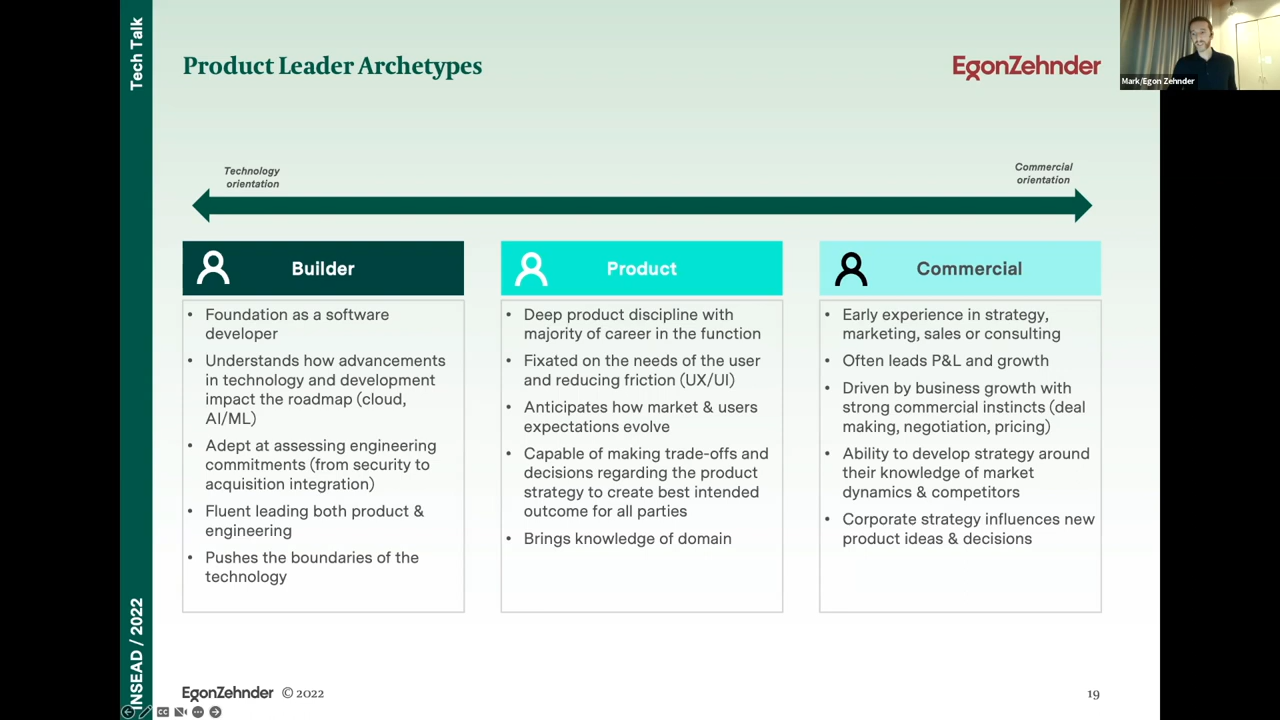 Tech Talk
INSEAD / 2022
Product Leader Archetypes
EgonZehnder
Mark/Egon Zehnder
Technology
orientation
Commercial
orientation
Builder
• Foundation as a software
developer
• Understands how advancements
in technology and development
impact the roadmap (cloud,
AI/ML)
• Adept at assessing engineering
commitments (from security to
acquisition integration)
• Fluent leading both product &
engineering
• Pushes the boundaries of the
technology
Product
• Deep product discipline with
majority of career in the function
• Fixated on the needs of the user
and reducing friction (UX/UI)
• Anticipates how market & users
expectations evolve
• Capable of making trade-offs and
decisions regarding the product
strategy to create best intended
outcome for all parties
• Brings knowledge of domain
Commercial
• Early experience in strategy,
marketing, sales or consulting
• Often leads P&L and growth
• Driven by business growth with
strong commercial instincts (deal
making, negotiation, pricing)
• Ability to develop strategy around
their knowledge of market
dynamics & competitors
• Corporate strategy influences new
product ideas & decisions
EgonZehnder © 2022
19
CC